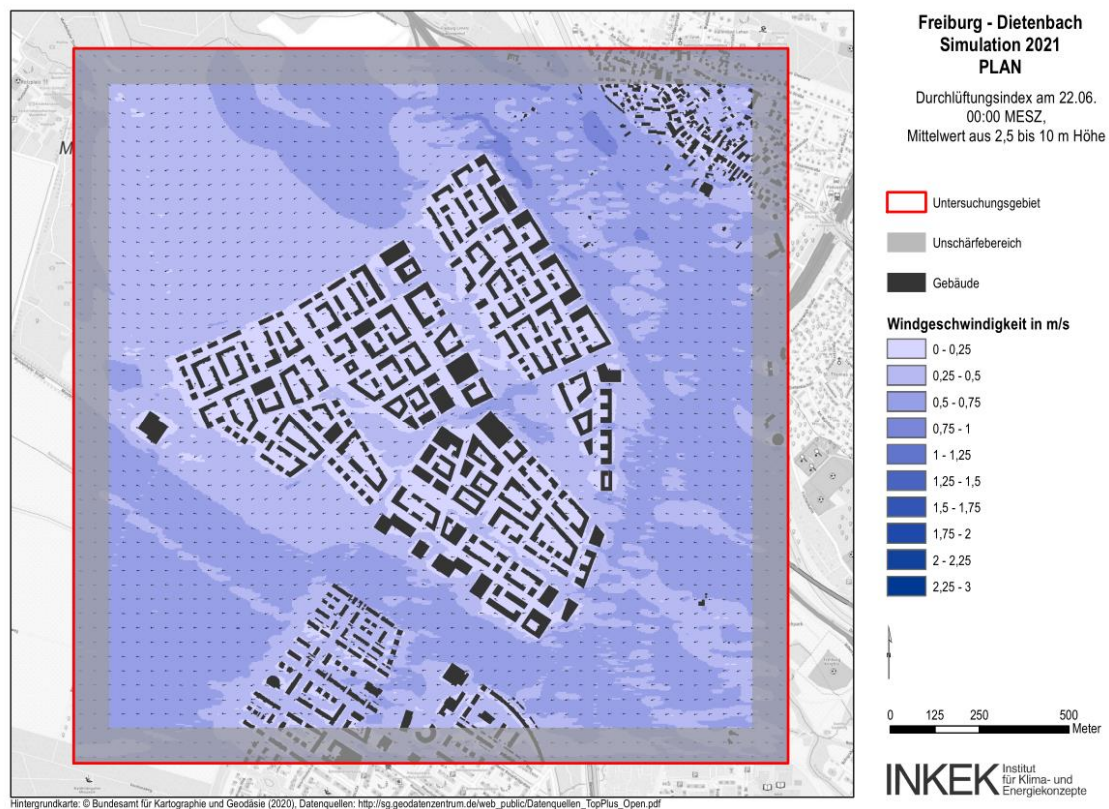 Freiburg - Dietenbach
Simulation 2021
PLAN
Durchlüftungsindex am 22.06.
00:00 MESZ,
Mittelwert aus 2,5 bis 10 m Höhe
Untersuchungsgebiet
Unschärfebereich
Gebäude
Windgeschwindigkeit in m/s
0 - 0,25
0,25 - 0,5
0,5 - 0,75
0,75 - 1
1 - 1,25
1,25 - 1,5
1,5 - 1,75
1,75 - 2
2 - 2,25
2,25 - 3
0 125 250 500
Meter
INKEK Institut
für Klima- und
Energiekonzepte
M
Hintergrundkarte: © Bundesamt für Kartographie und Geodäsie (2020), Datenquellen: http://sg.geodatenzentrum.de/web_public/Datenquellen_TopPlus_Open.pdf